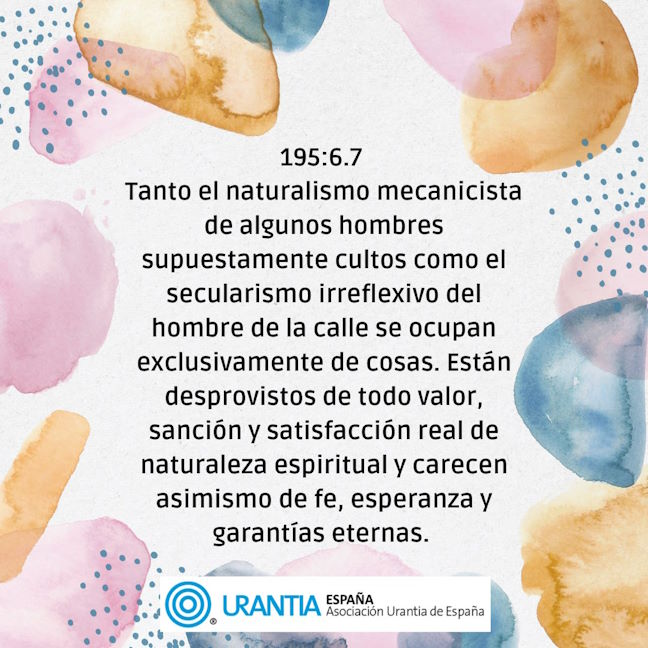 195:6.7
Tanto el naturalismo mecanicista
de algunos hombres
supuestamente cultos como el
secularismo irreflexivo del
hombre de la calle se ocupan
exclusivamente de cosas. Están
desprovistos de todo valor,
sanción y satisfacción real de
naturaleza espiritual y carecen
asimismo de fe, esperanza y
garantías eternas.
® URANTIA ESPAÑA
Asociación Urantia de España